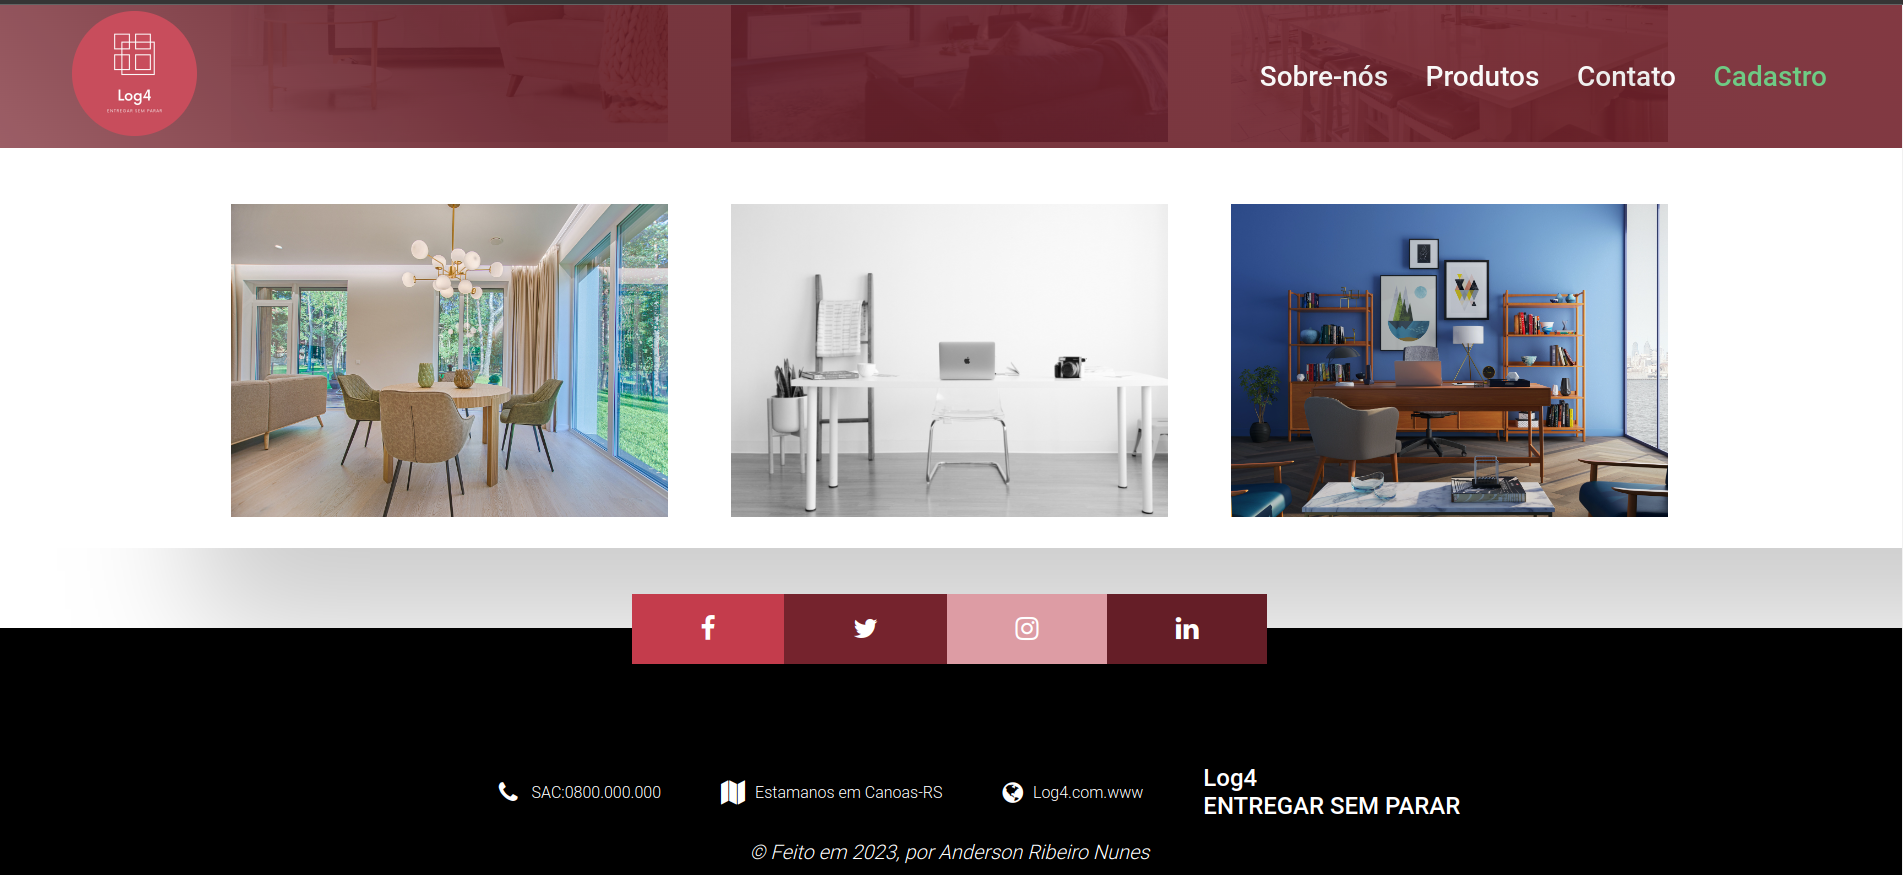 Log4
ENTREGAR SEM PARAR
Sobre-nós Produtos Contato Cadastro
SAC:0800.000.000
Estamanos em Canoas-RS
Log4.com.www
Log4
ENTREGAR SEM PARAR
© Feito em 2023, por Anderson Ribeiro Nunes